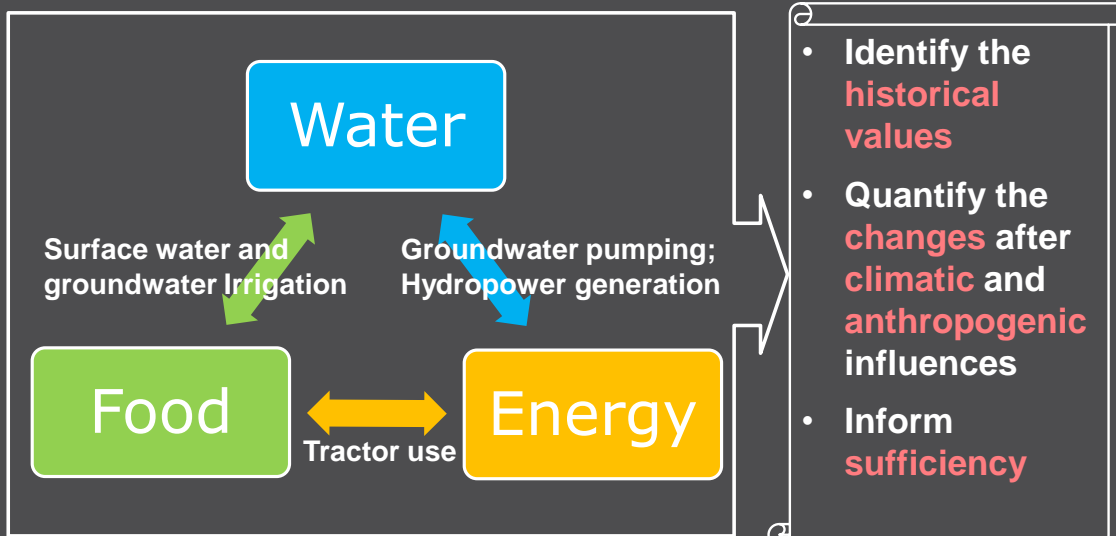 Water
Surface water and
groundwater Irrigation
Groundwater pumping;
Hydropower generation
Food
Tractor use
Energy
• Identify the
historical
values
• Quantify the
changes after
climatic and
anthropogenic
influences
• Inform
sufficiency